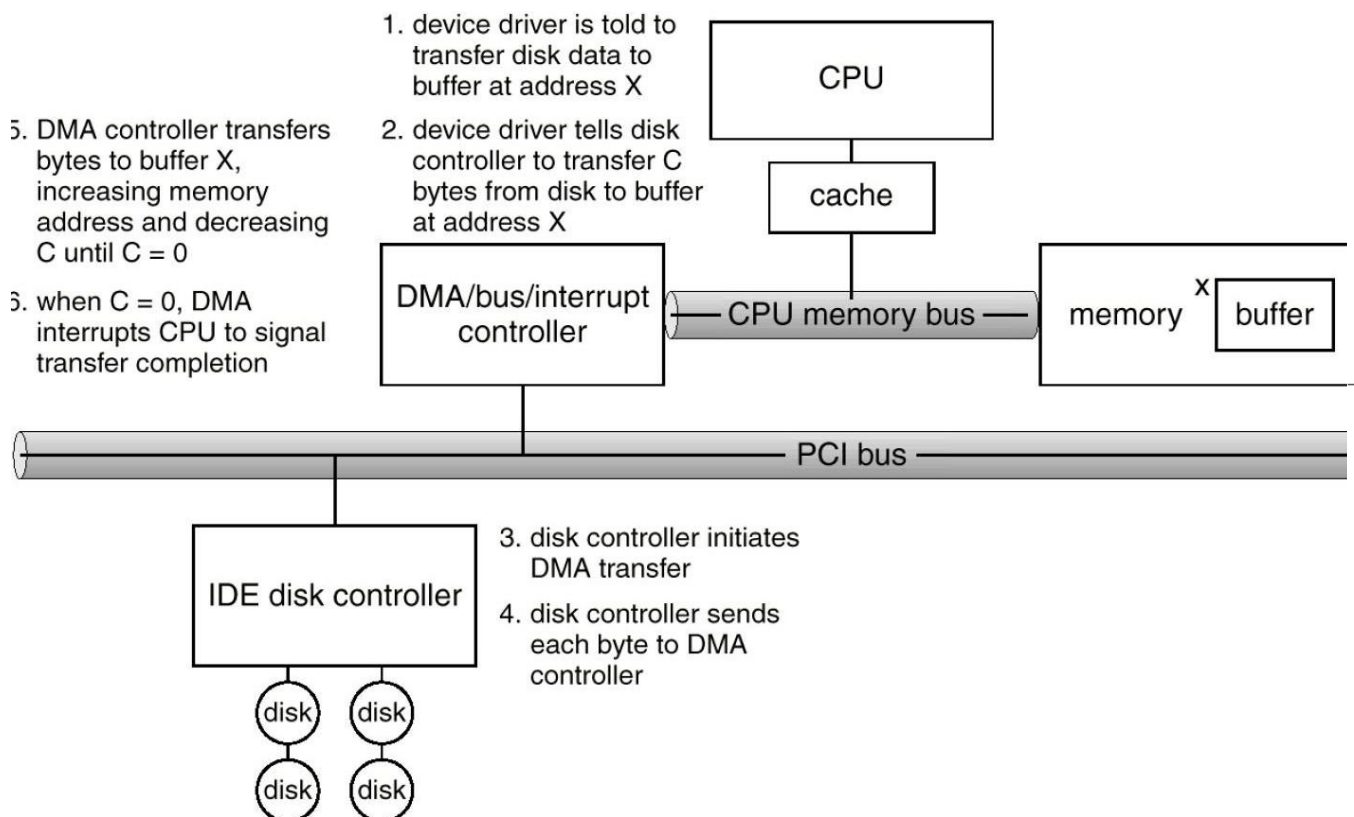 1. device driver is told to
transfer disk data to
buffer at address X
2. device driver tells disk
controller to transfer C
bytes from disk to buffer
at address X
5. DMA controller transfers
bytes to buffer X,
increasing memory
address and decreasing
C until C = 0
6. when C = 0, DMA
interrupts CPU to signal
transfer completion
CPU
cache
DMA/bus/interrupt
controller
CPU memory bus
memory
X
buffer
PCI bus
IDE disk controller
3. disk controller initiates
DMA transfer
4. disk controller sends
each byte to DMA
controller
disk
disk
disk
disk